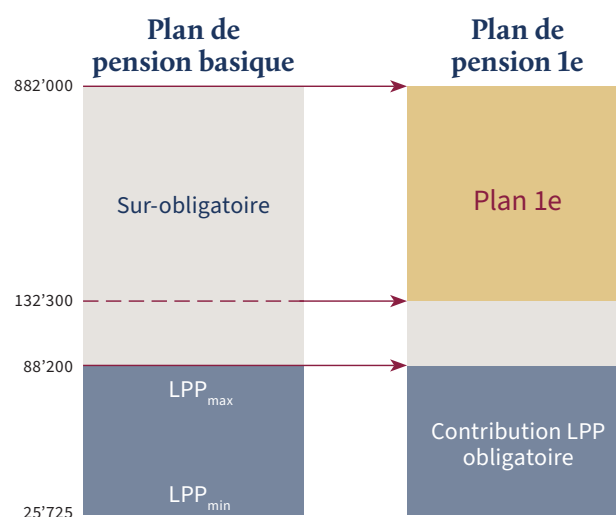 Plan de
pension basique
Plan de
pension 1e
882’000
Sur-obligatoire
Plan 1e
132’300
88’200
LPPmax
Contribution LPP
obligatoire
LPPmin
25’725